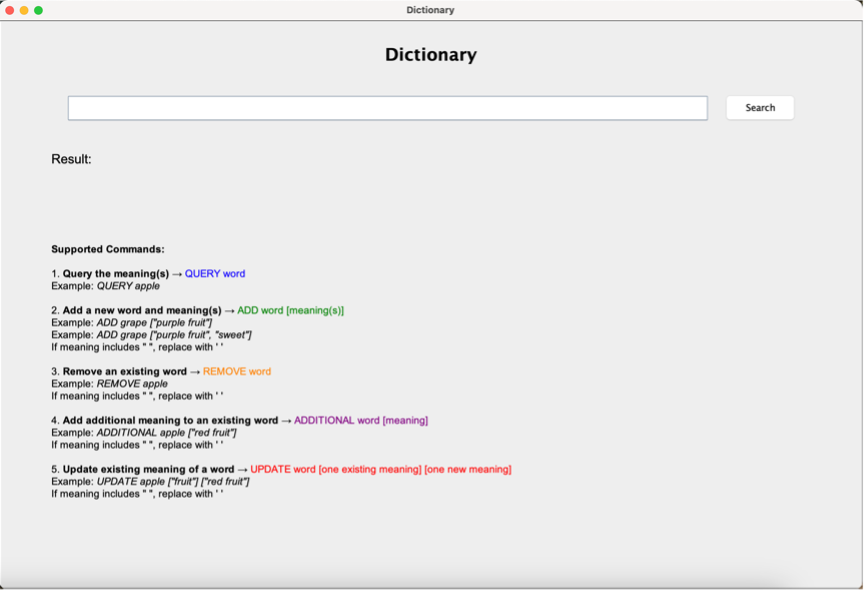 Dictionary
Dictionary
Search
Result:
Supported Commands:
1. Query the meaning(s) → QUERY word
Example: QUERY apple
2. Add a new word and meaning(s) → ADD word [meaning(s)]
Example: ADD grape ["purple fruit"]
Example: ADD grape ["purple fruit", "sweet"]
If meaning includes " ", replace with ' '
3. Remove an existing word → REMOVE word
Example: REMOVE apple
If meaning includes " ", replace with ' '
4. Add additional meaning to an existing word → ADDITIONAL word [meaning]
Example: ADDITIONAL apple ["red fruit"]
If meaning includes " ", replace with ' '
5. Update existing meaning of a word → UPDATE word [one existing meaning] [one new meaning]
Example: UPDATE apple ["fruit"] ["red fruit"]
If meaning includes " ", replace with ' '